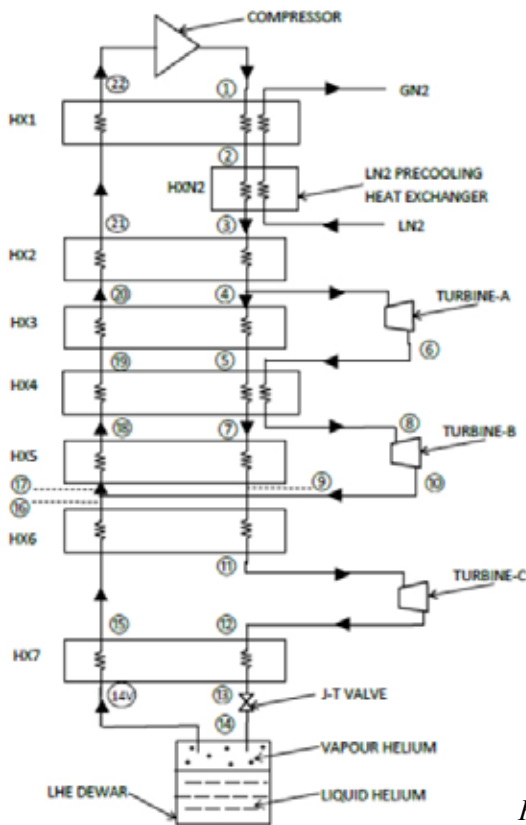 COMPRESSOR
22
1
GN2
HX1
2
HXN2
LN2 PRECOOLING
HEAT EXCHANGER
21
3
LN2
HX2
20
4
TURBINE-A
HX3
6
19
5
HX4
8
18
7
TURBINE-B
HX5
17
9
10
16
HX6
11
TURBINE-C
15
12
HX7
14V
13
J-T VALVE
14
VAPOUR HELIUM
LHE DEWAR
LIQUID HELIUM